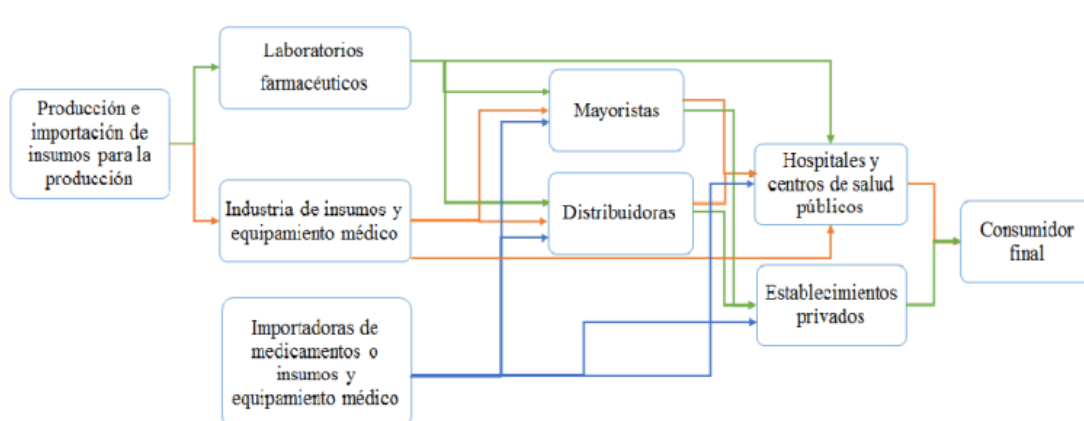 Producción e
importación de
insumos para la
producción
Laboratorios
farmacéuticos
Industria de insumos y
equipamiento médico
Importadoras de
medicamentos o
insumos y
equipamiento médico
Mayoristas
Distribuidoras
Hospitales y
centros de salud
públicos
Establecimientos
privados
Consumidor
final